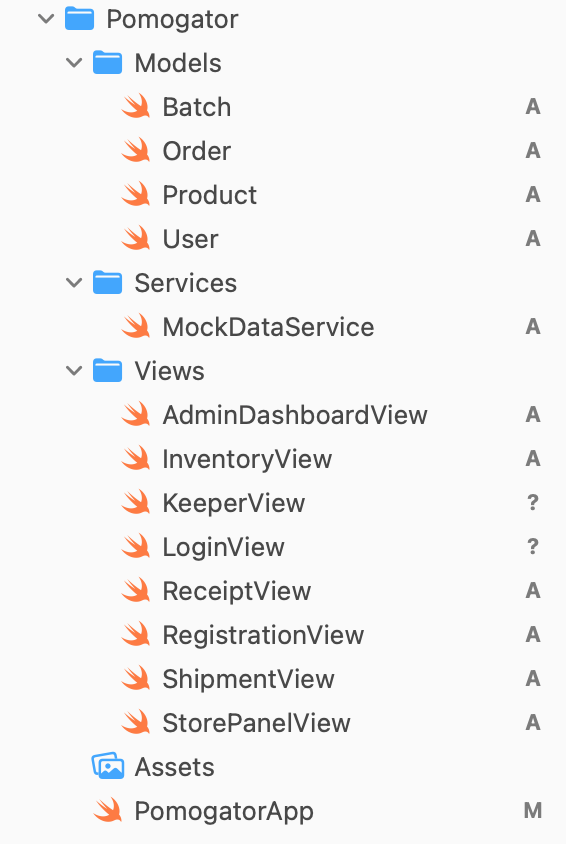 Pomogator
Models
Batch A
Order A
Product A
User A
Services
MockDataService A
Views
AdminDashboardView A
InventoryView A
KeeperView ?
LoginView ?
ReceiptView A
RegistrationView A
ShipmentView A
StorePanelView A
Assets
PomogatorApp M